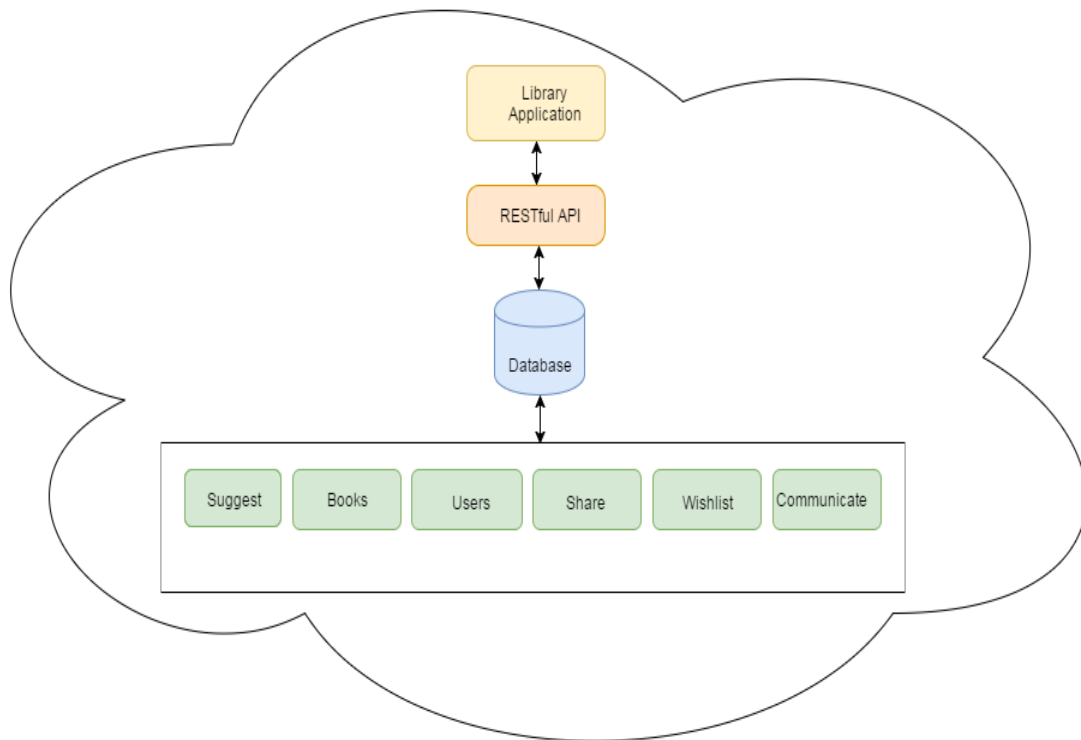 Library
Application
RESTful API
Database
Suggest
Books
Users
Share
Wishlist
Communicate